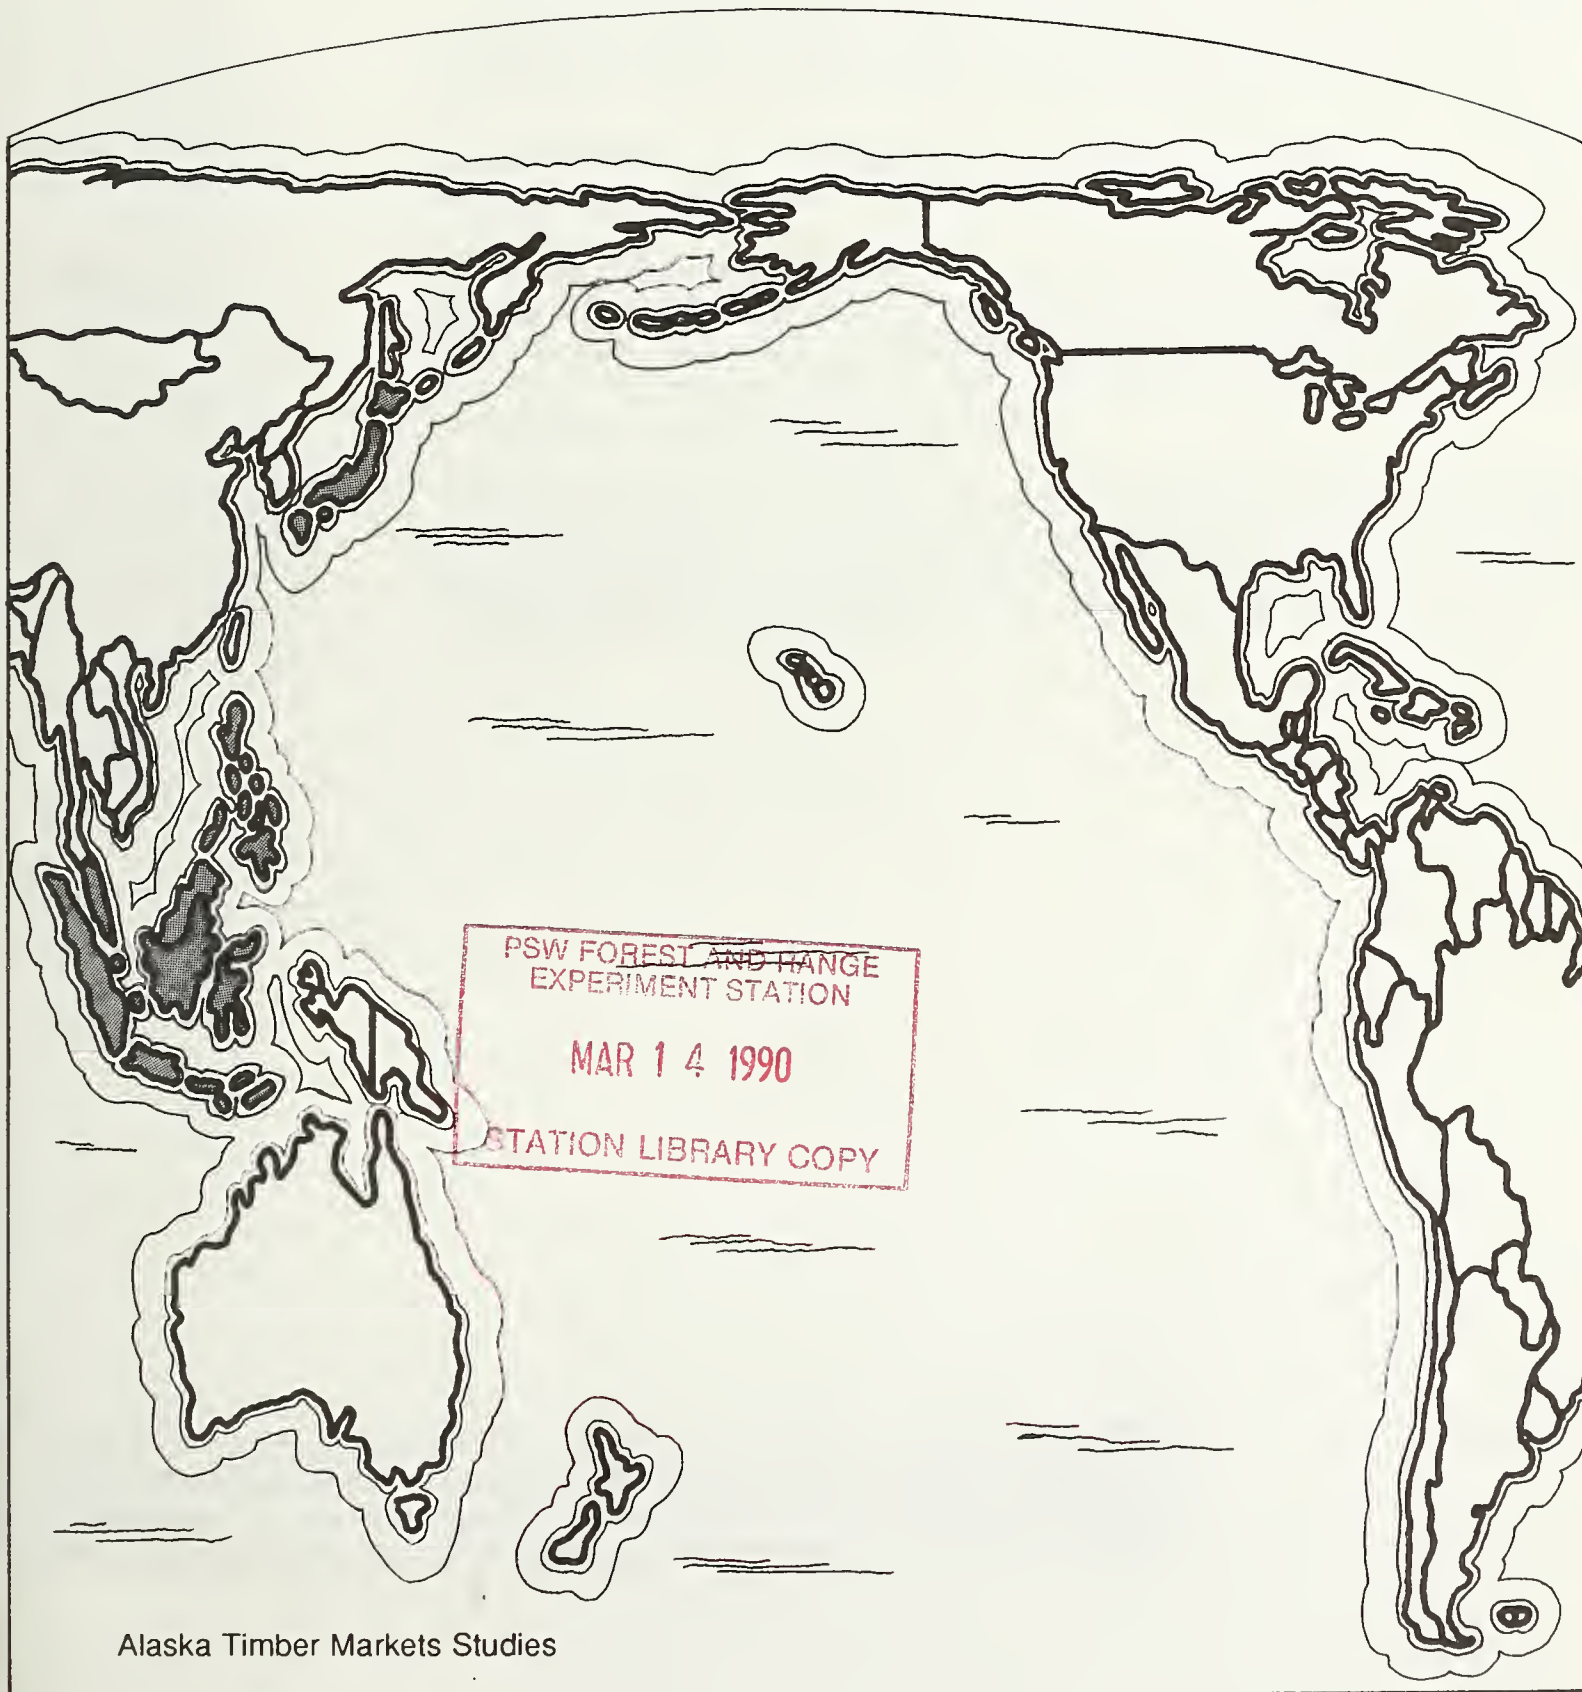 PSW FOREST AND RANGE
EXPERIMENT STATION
MAR 1 4 1990
STATION LIBRARY COPY
Alaska Timber Markets Studies